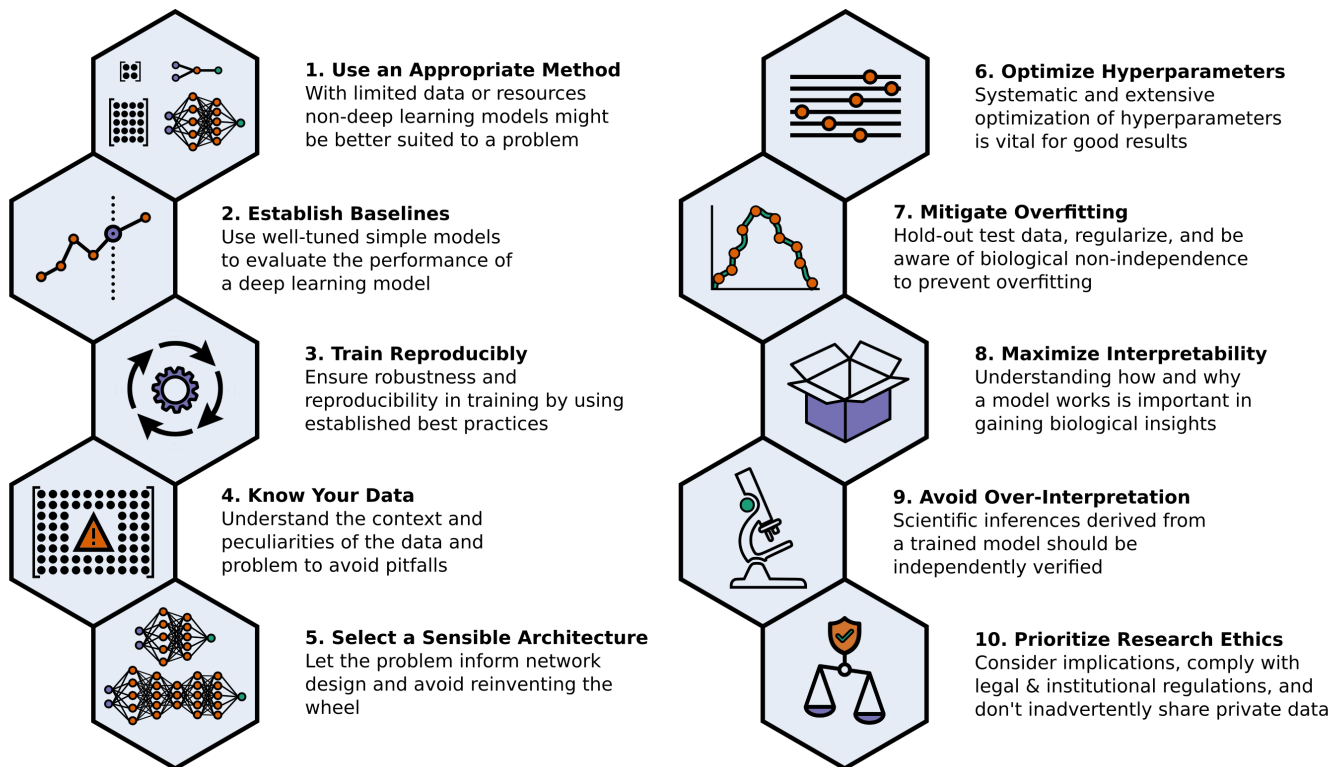 1. Use an Appropriate Method
With limited data or resources
non-deep learning models might
be better suited to a problem
2. Establish Baselines
Use well-tuned simple models
to evaluate the performance of
a deep learning model
3. Train Reproducibly
Ensure robustness and
reproducibility in training by using
established best practices
4. Know Your Data
Understand the context and
peculiarities of the data and
problem to avoid pitfalls
!
5. Select a Sensible Architecture
Let the problem inform network
design and avoid reinventing the
wheel
6. Optimize Hyperparameters
Systematic and extensive
optimization of hyperparameters
is vital for good results
7. Mitigate Overfitting
Hold-out test data, regularize, and be
aware of biological non-independence
to prevent overfitting
8. Maximize Interpretability
Understanding how and why
a model works is important in
gaining biological insights
9. Avoid Over-Interpretation
Scientific inferences derived from
a trained model should be
independently verified
10. Prioritize Research Ethics
Consider implications, comply with
legal & institutional regulations, and
don't inadvertently share private data